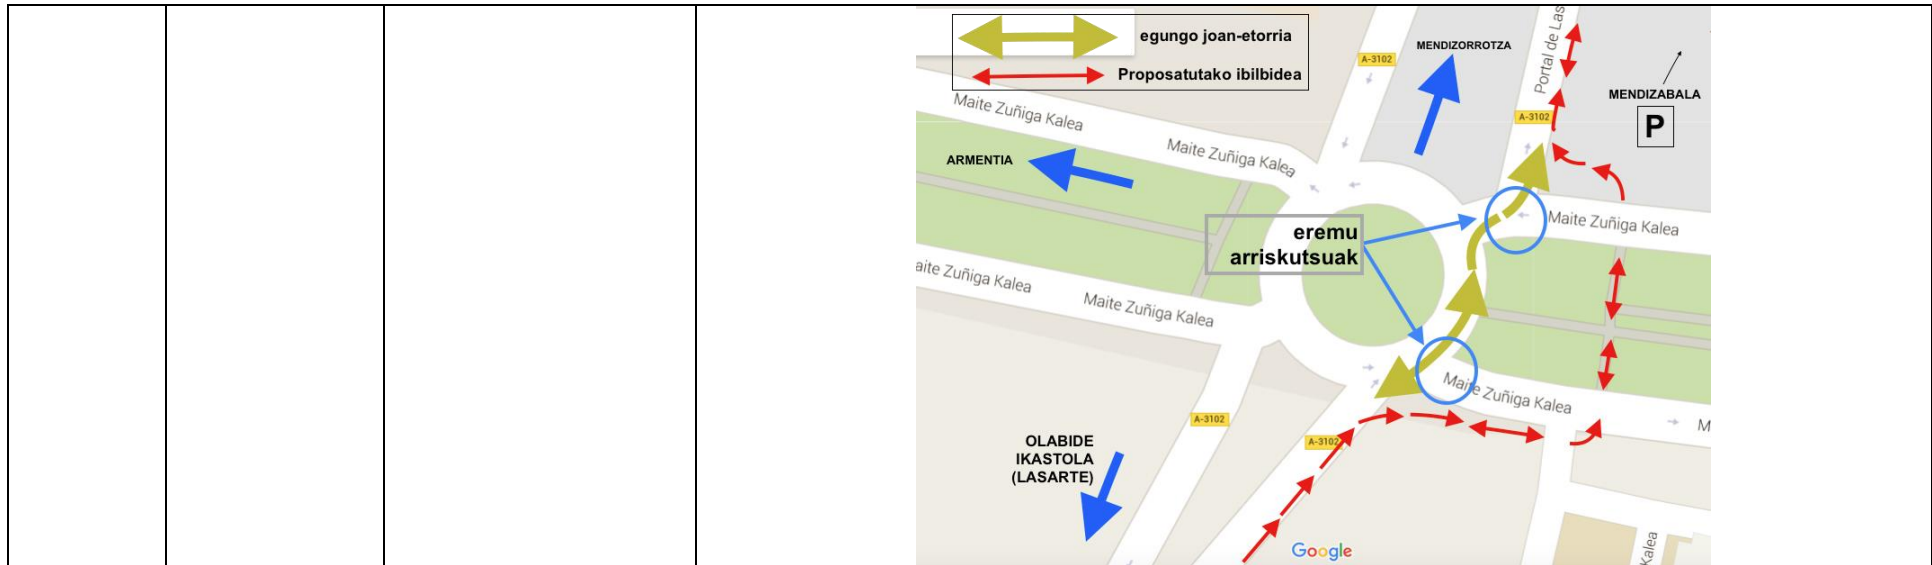 egungo joan-etorria
Proposatutako ibilbidea
A-3102
MENDIZORROTZA
Portal de Las
MENDIZABALA
P
A-3102
Maite Zuñiga Kalea
Maite Zuñiga Kalea
ARMENTIA
Maite Zuñiga Kalea
eremu
arriskutsuak
aite Zuñiga Kalea
Maite Zuñiga Kalea
Maite Zuñiga Kalea
A-3102
A-3102
M
OLABIDE
IKASTOLA
(LASARTE)
Google
Kalea